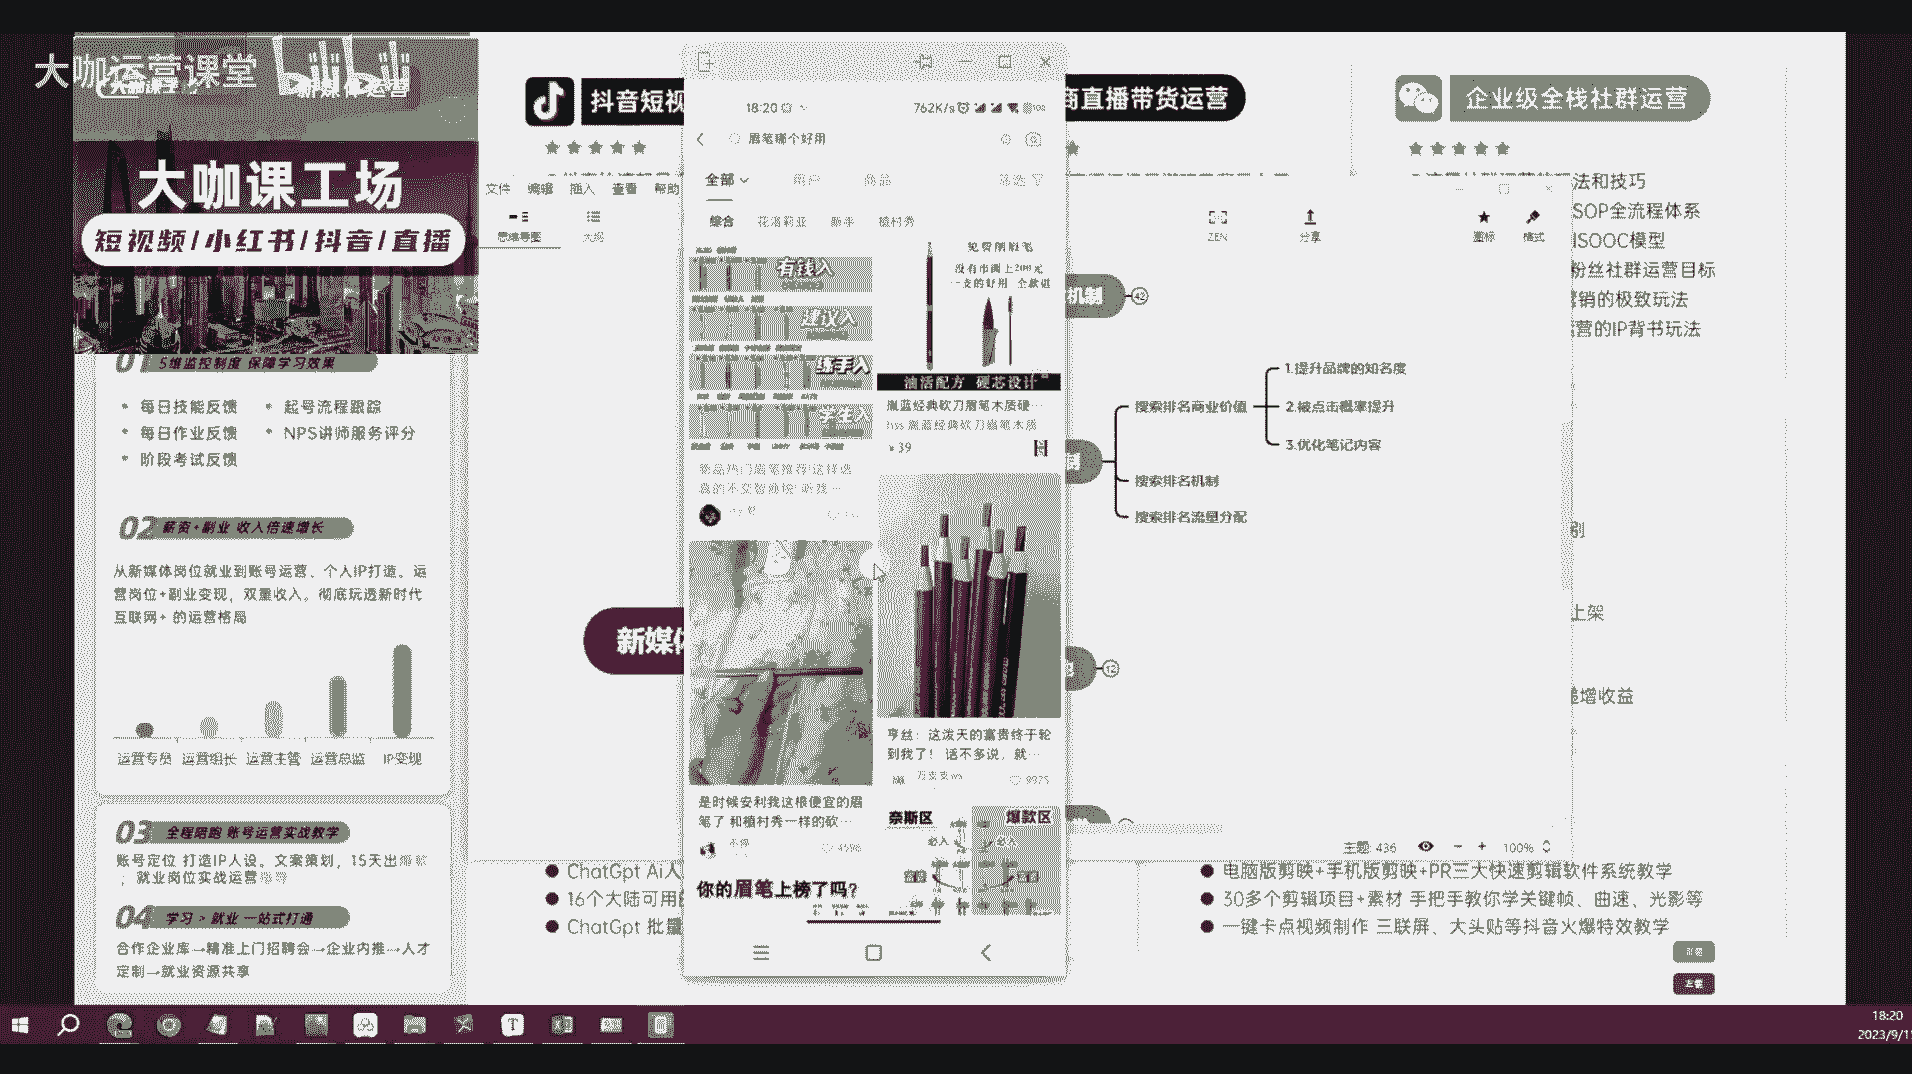 大咖运营课堂
bilibili
大咖课工场
短视频/小红书/抖音/直播
01 5维监控制度 保障学习效果
每日技能反馈
起号流程跟踪
每日作业反馈
NPS讲师服务评分
阶段考试反馈
02 薪资+副业 收入倍速增长
从新媒体岗位就业到账号运营、个人IP打造。运
营岗位+副业变现，双重收入。彻底玩透新时代
互联网+ 的运营格局
运营专员 运营组长 运营主管 运营总监 IP变现
03 全程陪跑 账号运营实战教学
账号定位 打造IP人设。文案策划，15天出
，就业岗位实战运营
04 学习 > 就业 一站式打通
合作企业库→精准上门招聘会→企业内推→人才
定制→就业资源共享
抖音短视
商直播带货运营
企业级全栈社群运营
法和技巧
SOP全流程体系
ISOOC模型
粉丝社群运营目标
营销的极致玩法
运营的IP背书玩法
上架
增收益
文件 编辑 插入 查看 帮助
思维导图 大纲
ZEN 分享 图标 格式
新媒体
机制
42
搜索排名商业价值
1.提升品牌的知名度
2.被点击概率提升
3.优化笔记内容
搜索排名机制
搜索排名流量分配
12
主题: 436
100%
18:20
762K/s
100
眉笔哪个好用
全部 用户 商品 筛选
综合 花洛莉亚 新手 植村秀
有钱入
建议入
练手入
学生入
免费削眉笔
没有市面上200元
一支的好用 全款退
油活配方 硬芯设计
胤蓝经典砍刀眉笔木质硬…
hss 胤蓝经典砍刀眉笔木质
¥39
是时候安利我这根便宜的眉
笔了 和植村秀一样的砍…
4596
亨丝：这泼天的富贵终于轮
到我了！ 话不多说，就…
9975
你的眉笔上榜了吗?
奈斯区
爆款区
必入
必入
ChatGpt Ai人
16个大陆可用的
ChatGpt 批量
电脑版剪映+手机版剪映+PR三大快速剪辑软件系统教学
30多个剪辑项目+素材 手把手教你学关键帧、曲速、光影等
一键卡点视频制作 三联屏、大头贴等抖音火爆特效教学
18:20
2023/9/1